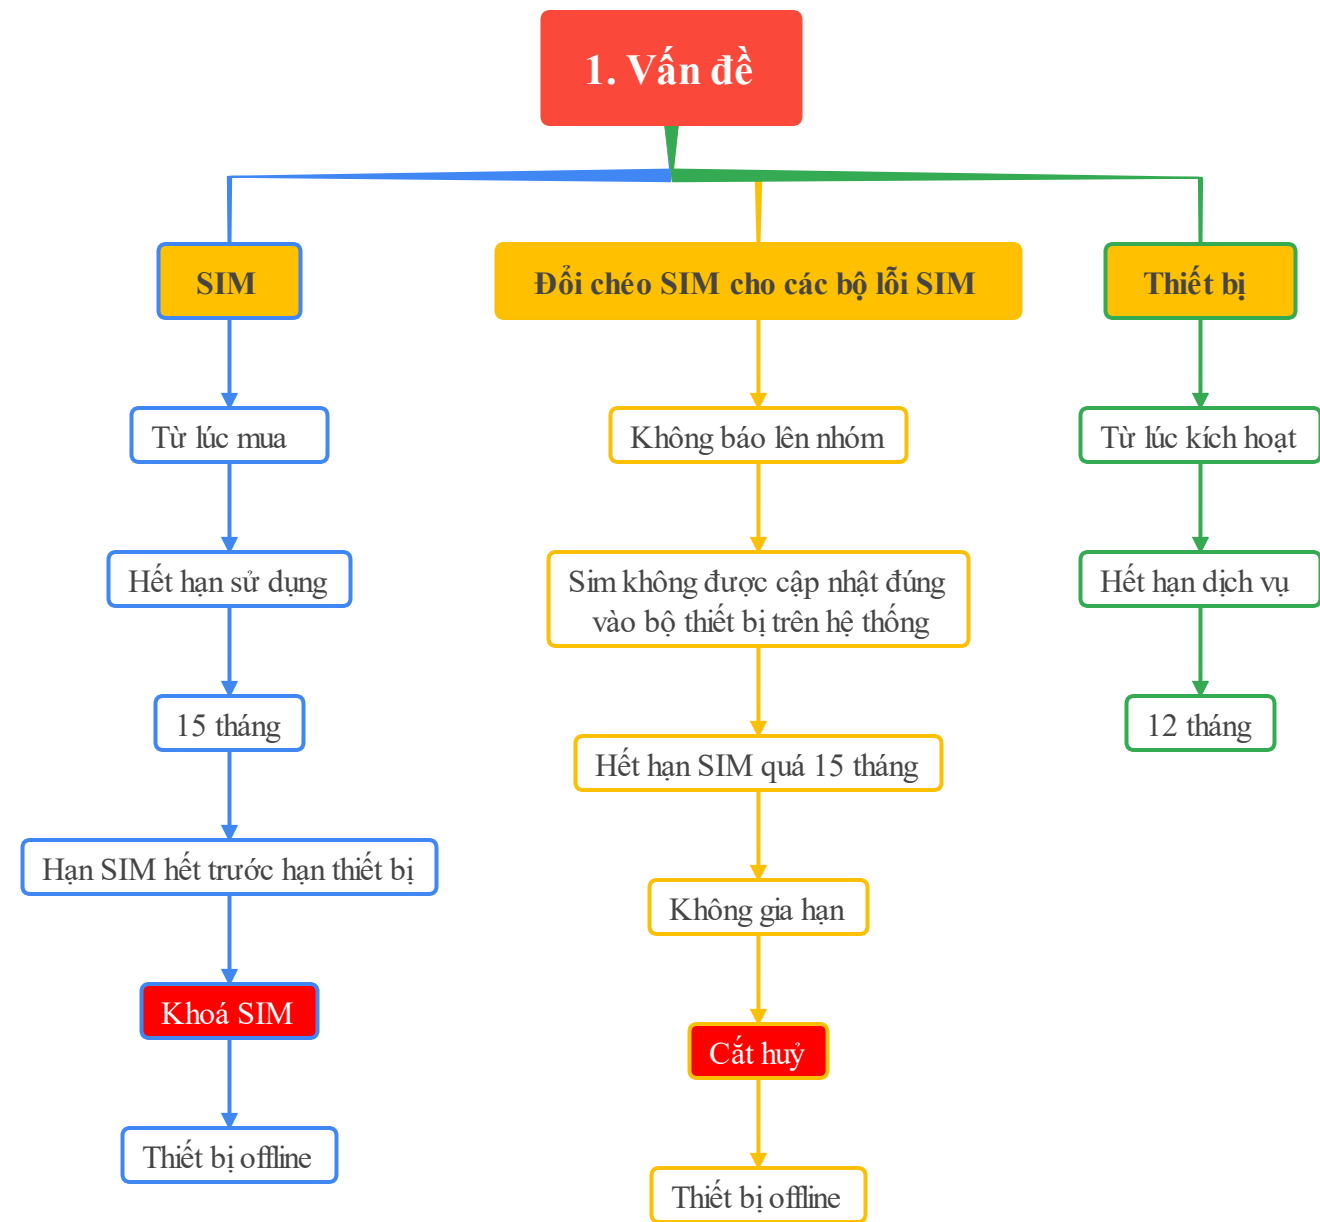 1. Vấn đề
SIM
Từ lúc mua
Hết hạn sử dụng
15 tháng
Hạn SIM hết trước hạn thiết bị
Khoá SIM
Thiết bị offline
Đổi chéo SIM cho các bộ lỗi SIM
Không báo lên nhóm
Sim không được cập nhật đúng
vào bộ thiết bị trên hệ thống
Hết hạn SIM quá 15 tháng
Không gia hạn
Cắt huỷ
Thiết bị offline
Thiết bị
Từ lúc kích hoạt
Hết hạn dịch vụ
12 tháng